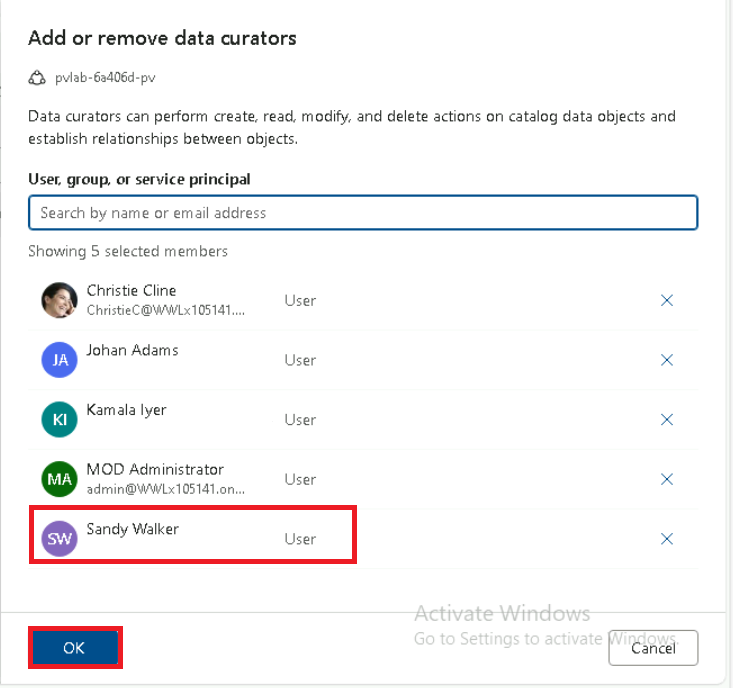 Add or remove data curators
pvlab-6a406d-pv
Data curators can perform create, read, modify, and delete actions on catalog data objects and
establish relationships between objects.
User, group, or service principal
Search by name or email address
Showing 5 selected members
Christie Cline
ChristieC@WWLx105141....
User
JA
Johan Adams
User
KI
Kamala Iyer
User
MA
MOD Administrator
admin@WWLx105141.on...
User
SW
Sandy Walker
User
Activate Windows
Go to Settings to activate Windows.
OK
Cancel